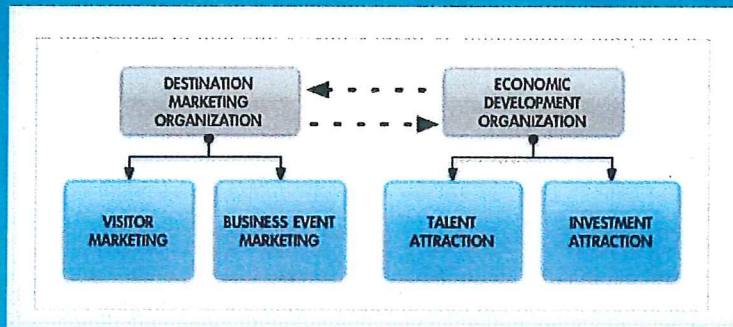 DESTINATION
MARKETING
ORGANIZATION
ECONOMIC
DEVELOPMENT
ORGANIZATION
VISITOR
MARKETING
BUSINESS EVENT
MARKETING
TALENT
ATTRACTION
INVESTMENT
ATTRACTION